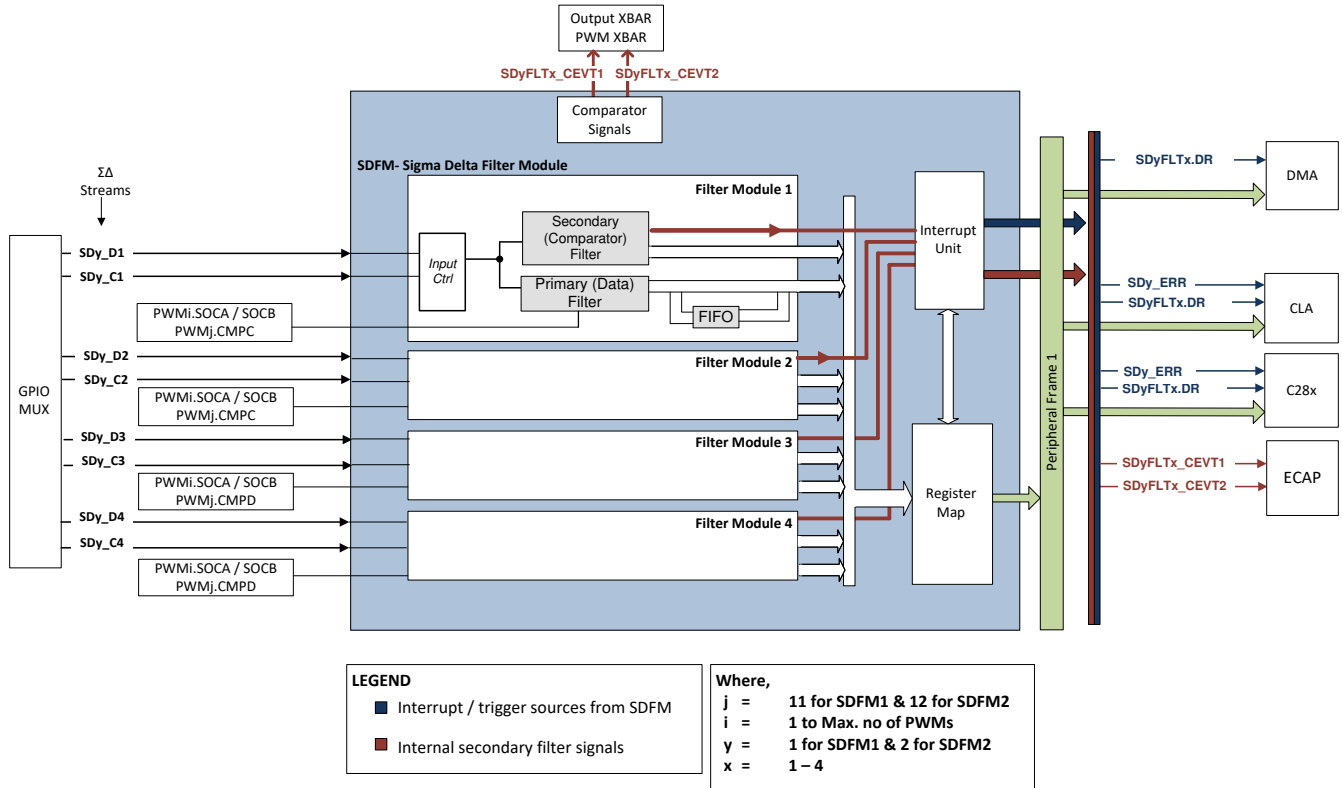 Output XBAR
PWM XBAR
SDyFLTx_CEVT1 SDyFLTx_CEVT2
Comparator
Signals
SDFM- Sigma Delta Filter Module
ΣΔ
Streams
GPIO
MUX
SDy_D1
SDy_C1
PWMi.SOCA / SOCB
PWMj.CMPC
SDy_D2
SDy_C2
PWMi.SOCA / SOCB
PWMj.CMPC
SDy_D3
SDy_C3
PWMi.SOCA / SOCB
PWMj.CMPD
SDy_D4
SDy_C4
PWMi.SOCA / SOCB
PWMj.CMPD
Filter Module 1
Input
Ctrl
Secondary
(Comparator)
Filter
Primary (Data)
Filter
FIFO
Filter Module 2
Filter Module 3
Filter Module 4
Interrupt
Unit
Register
Map
Peripheral Frame 1
SDyFLTx.DR
DMA
SDy_ERR
SDyFLTx.DR
CLA
SDy_ERR
SDyFLTx.DR
C28x
SDyFLTx_CEVT1
SDyFLTx_CEVT2
ECAP
LEGEND
Interrupt / trigger sources from SDFM
Internal secondary filter signals
Where,
j = 11 for SDFM1 & 12 for SDFM2
i = 1 to Max. no of PWMs
y = 1 for SDFM1 & 2 for SDFM2
x = 1 – 4